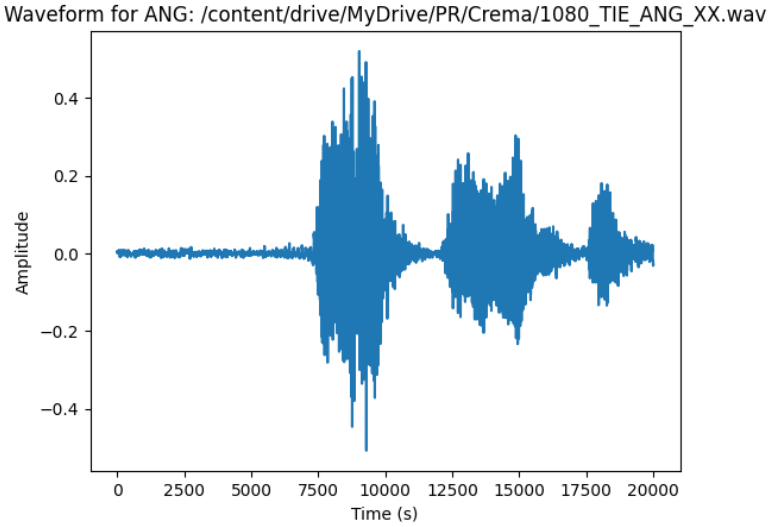 Waveform for ANG: /content/drive/MyDrive/PR/Crema/1080_TIE_ANG_XX.wav
0.4
0.2
0.0
−0.2
−0.4
Amplitude
0 2500 5000 7500 10000 12500 15000 17500 20000
Time (s)